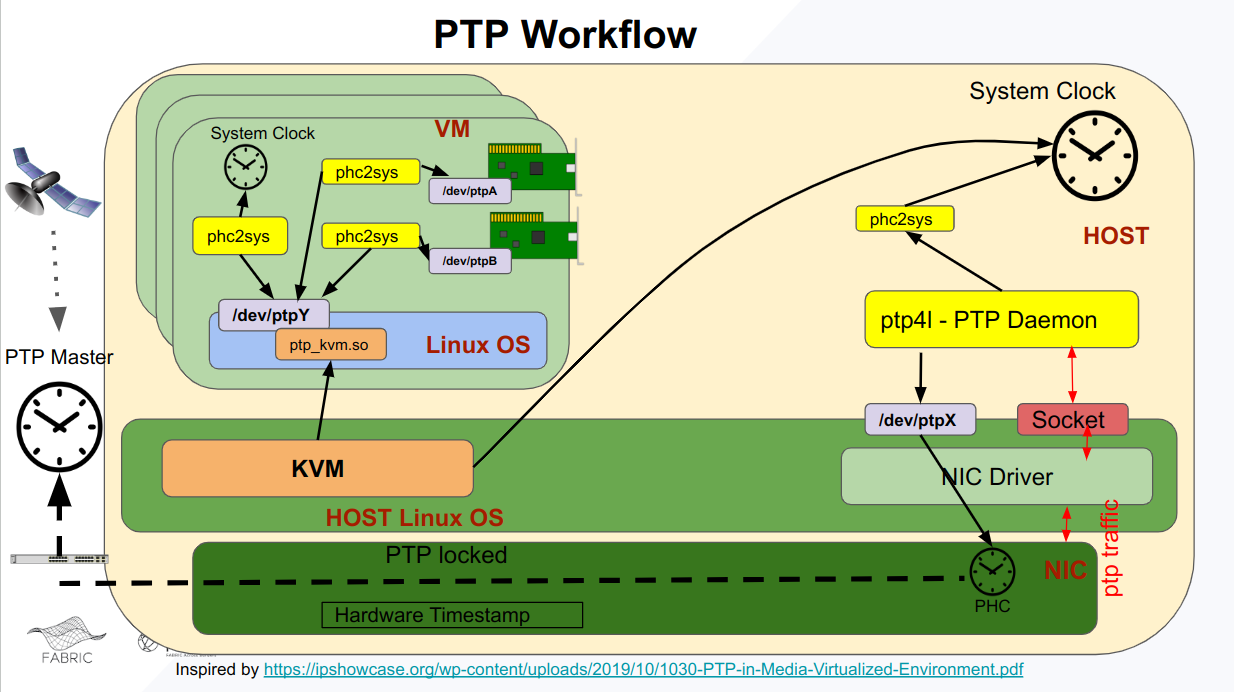 PTP Workflow
System Clock
System Clock
VM
phc2sys
/dev/ptpA
phc2sys
phc2sys
/dev/ptpB
phc2sys
HOST
/dev/ptpY
ptp_kvm.so
Linux OS
ptp4l - PTP Daemon
PTP Master
/dev/ptpX
Socket
KVM
NIC Driver
HOST Linux OS
ptp traffic
PTP locked
NIC
PHC
Hardware Timestamp
FABRIC
Inspired by https://ipshowcase.org/wp-content/uploads/2019/10/1030-PTP-in-Media-Virtualized-Environment.pdf